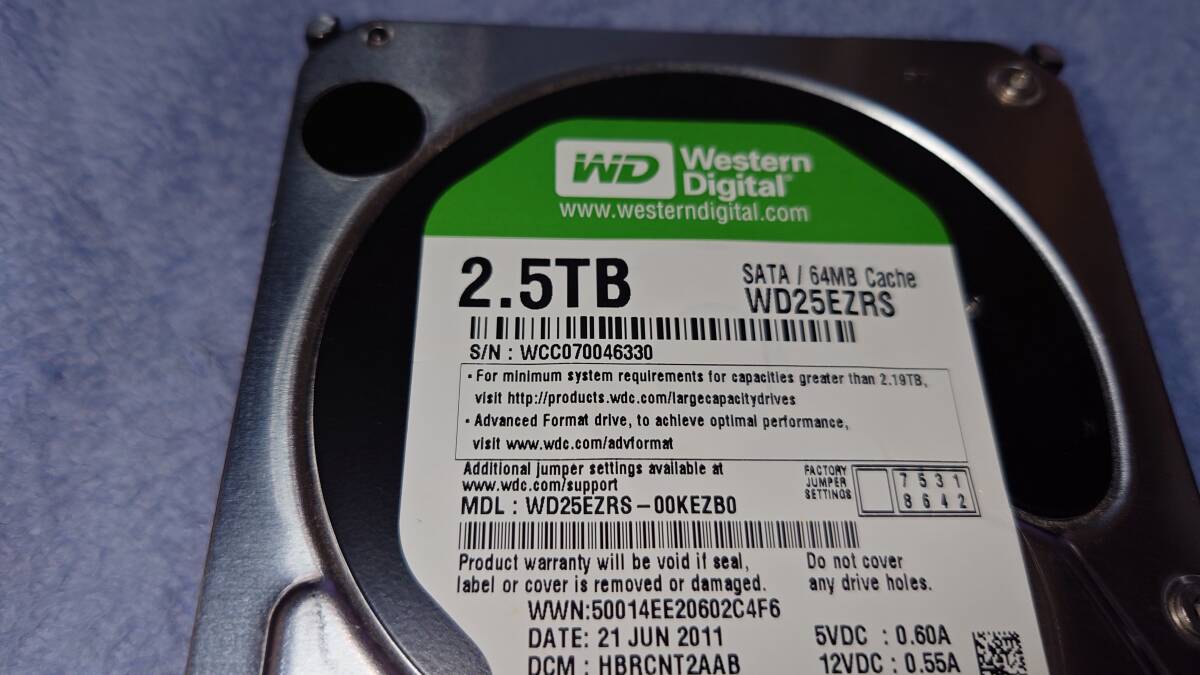 WD Western Digital
www.westerndigital.com
2.5TB
SATA / 64MB Cache
WD25EZRS
S/N : WCC070046330
• For minimum system requirements for capacities greater than 2.19TB,
visit http://products.wdc.com/largecapacitydrives
• Advanced Format drive, to achieve optimal performance,
visit www.wdc.com/advformat
Additional jumper settings available at
www.wdc.com/support
FACTORY
JUMPER
SETTINGS
7 5 3 1
8 6 4 2
MDL : WD25EZRS-00KEZB0
Product warranty will be void if seal,
label or cover is removed or damaged.
Do not cover
any drive holes.
WWN:50014EE20602C4F6
DATE: 21 JUN 2011
DCM : HBRCNT2AAB
5VDC : 0.60A
12VDC : 0.55A